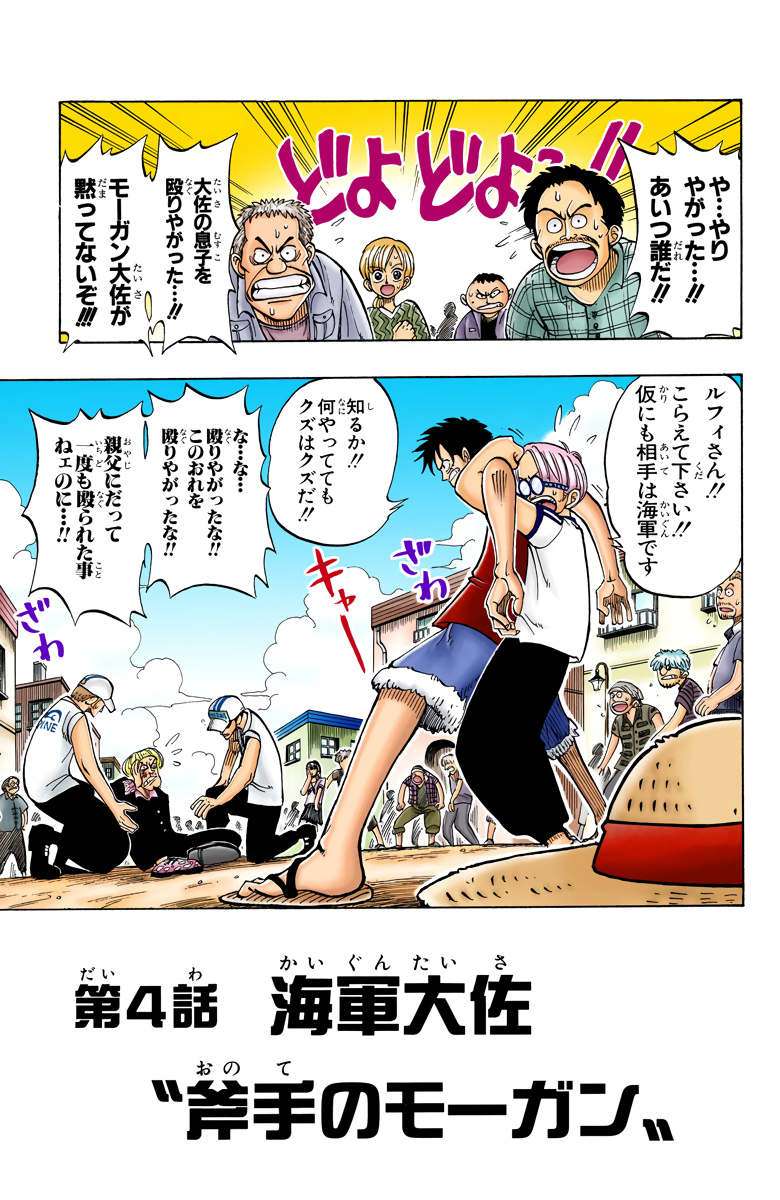 や…やり
やがった…!!
あいつ誰だ!!
どよどよっ!!
大佐の息子を
殴りやがった…!!
モーガン大佐が
黙ってないぞ!!!
ルフィさん!!
こらえて下さい!!
仮にも相手は海軍です
知るか!!
何やってても
クズはクズだ!!
ざわ
キャー
な…な…
殴りやがったな!!
このおれを
殴りやがったな!!
親父にだって
一度も殴られた事
ねェのに…!!
ざわ
第4話 海軍大佐
〝斧手のモーガン〟